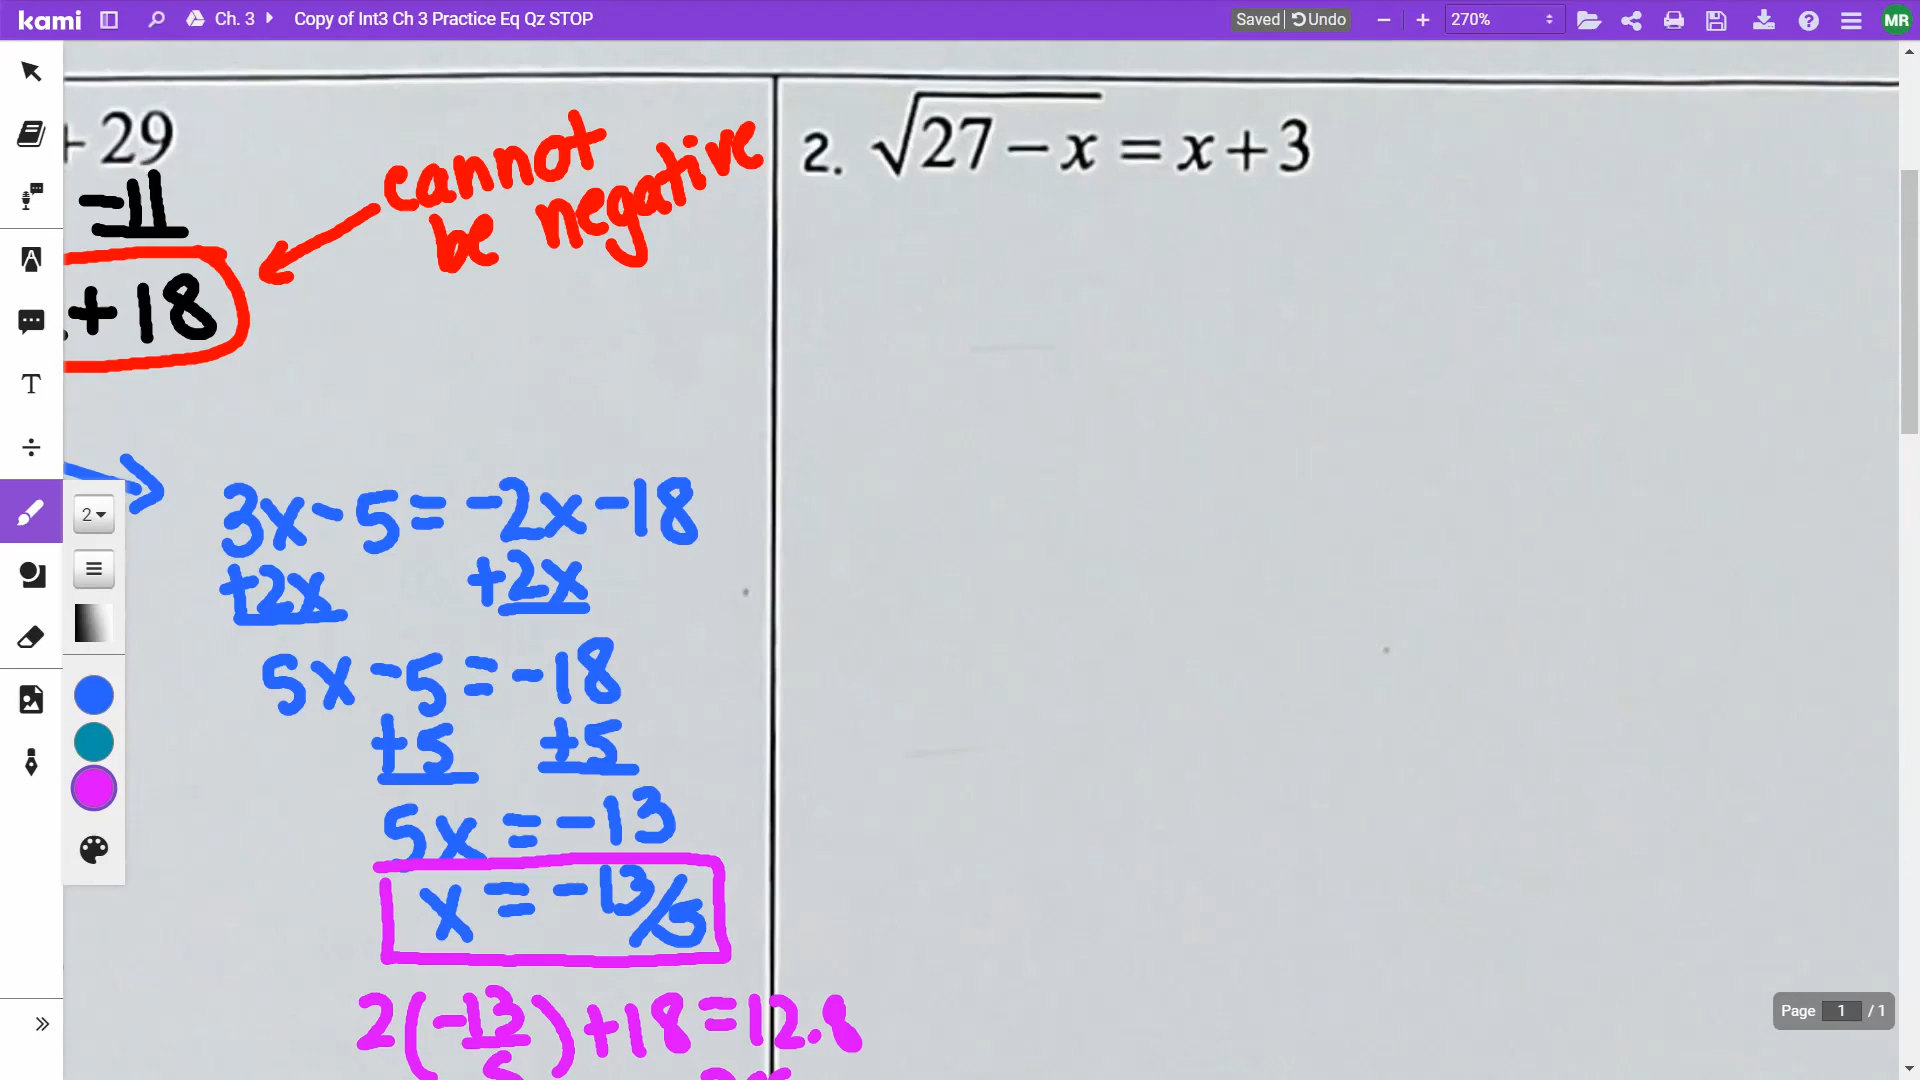 kami Ch. 3 Copy of Int3 Ch 3 Practice Eq Qz STOP Saved Undo 270% MR
+ 29
-11
+18
cannot
be negative
3x-5=-2x-18
+2x +2x
5x-5=-18
+5 +5
5x=-13
x=-13/5
2(-13/5)+18=12.8
2. √27 − x = x + 3
2
T
Page 1 / 1